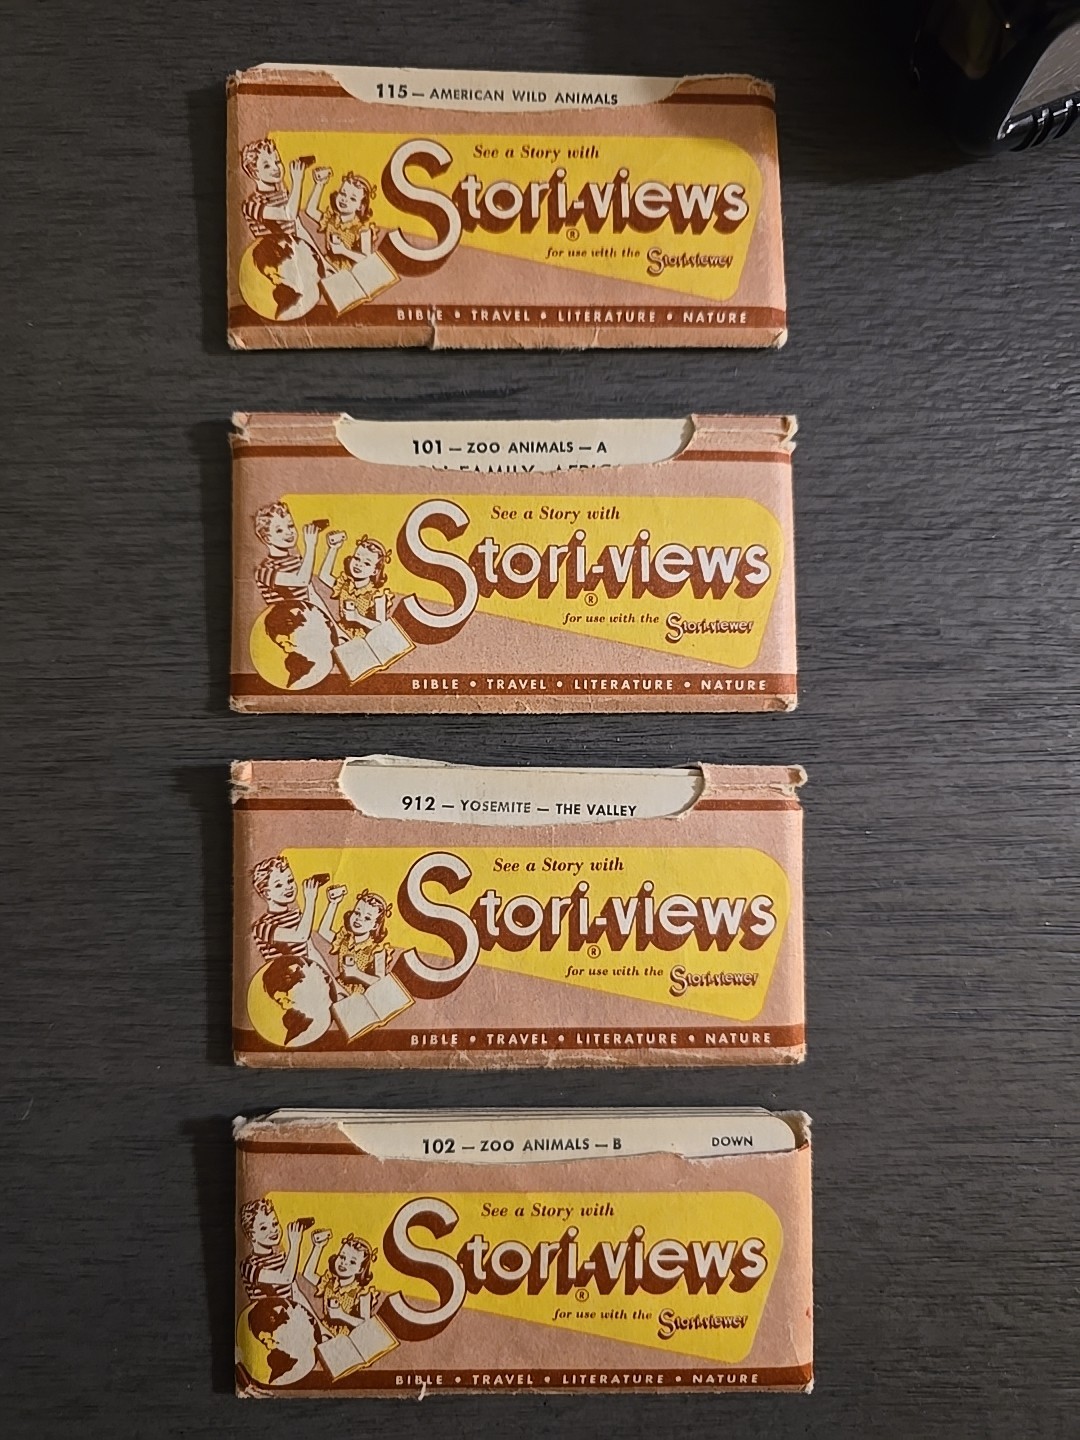 115 — AMERICAN WILD ANIMALS
See a Story with
Stori-views
®
for use with the Stori-viewer
BIBLE • TRAVEL • LITERATURE • NATURE
101 — ZOO ANIMALS — A
FAMILY
See a Story with
Stori-views
®
for use with the Stori-viewer
BIBLE • TRAVEL • LITERATURE • NATURE
912 — YOSEMITE — THE VALLEY
See a Story with
Stori-views
®
for use with the Stori-viewer
BIBLE • TRAVEL • LITERATURE • NATURE
102 — ZOO ANIMALS — B DOWN
See a Story with
Stori-views
®
for use with the Stori-viewer
BIBLE • TRAVEL • LITERATURE • NATURE